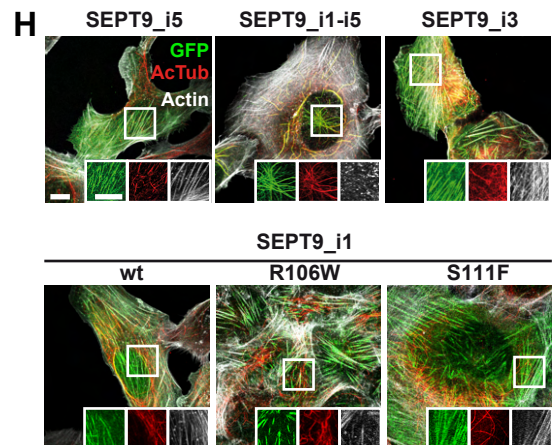 H
SEPT9_i5 SEPT9_i1-i5 SEPT9_i3
GFP
AcTub
Actin
SEPT9_i1
wt R106W S111F